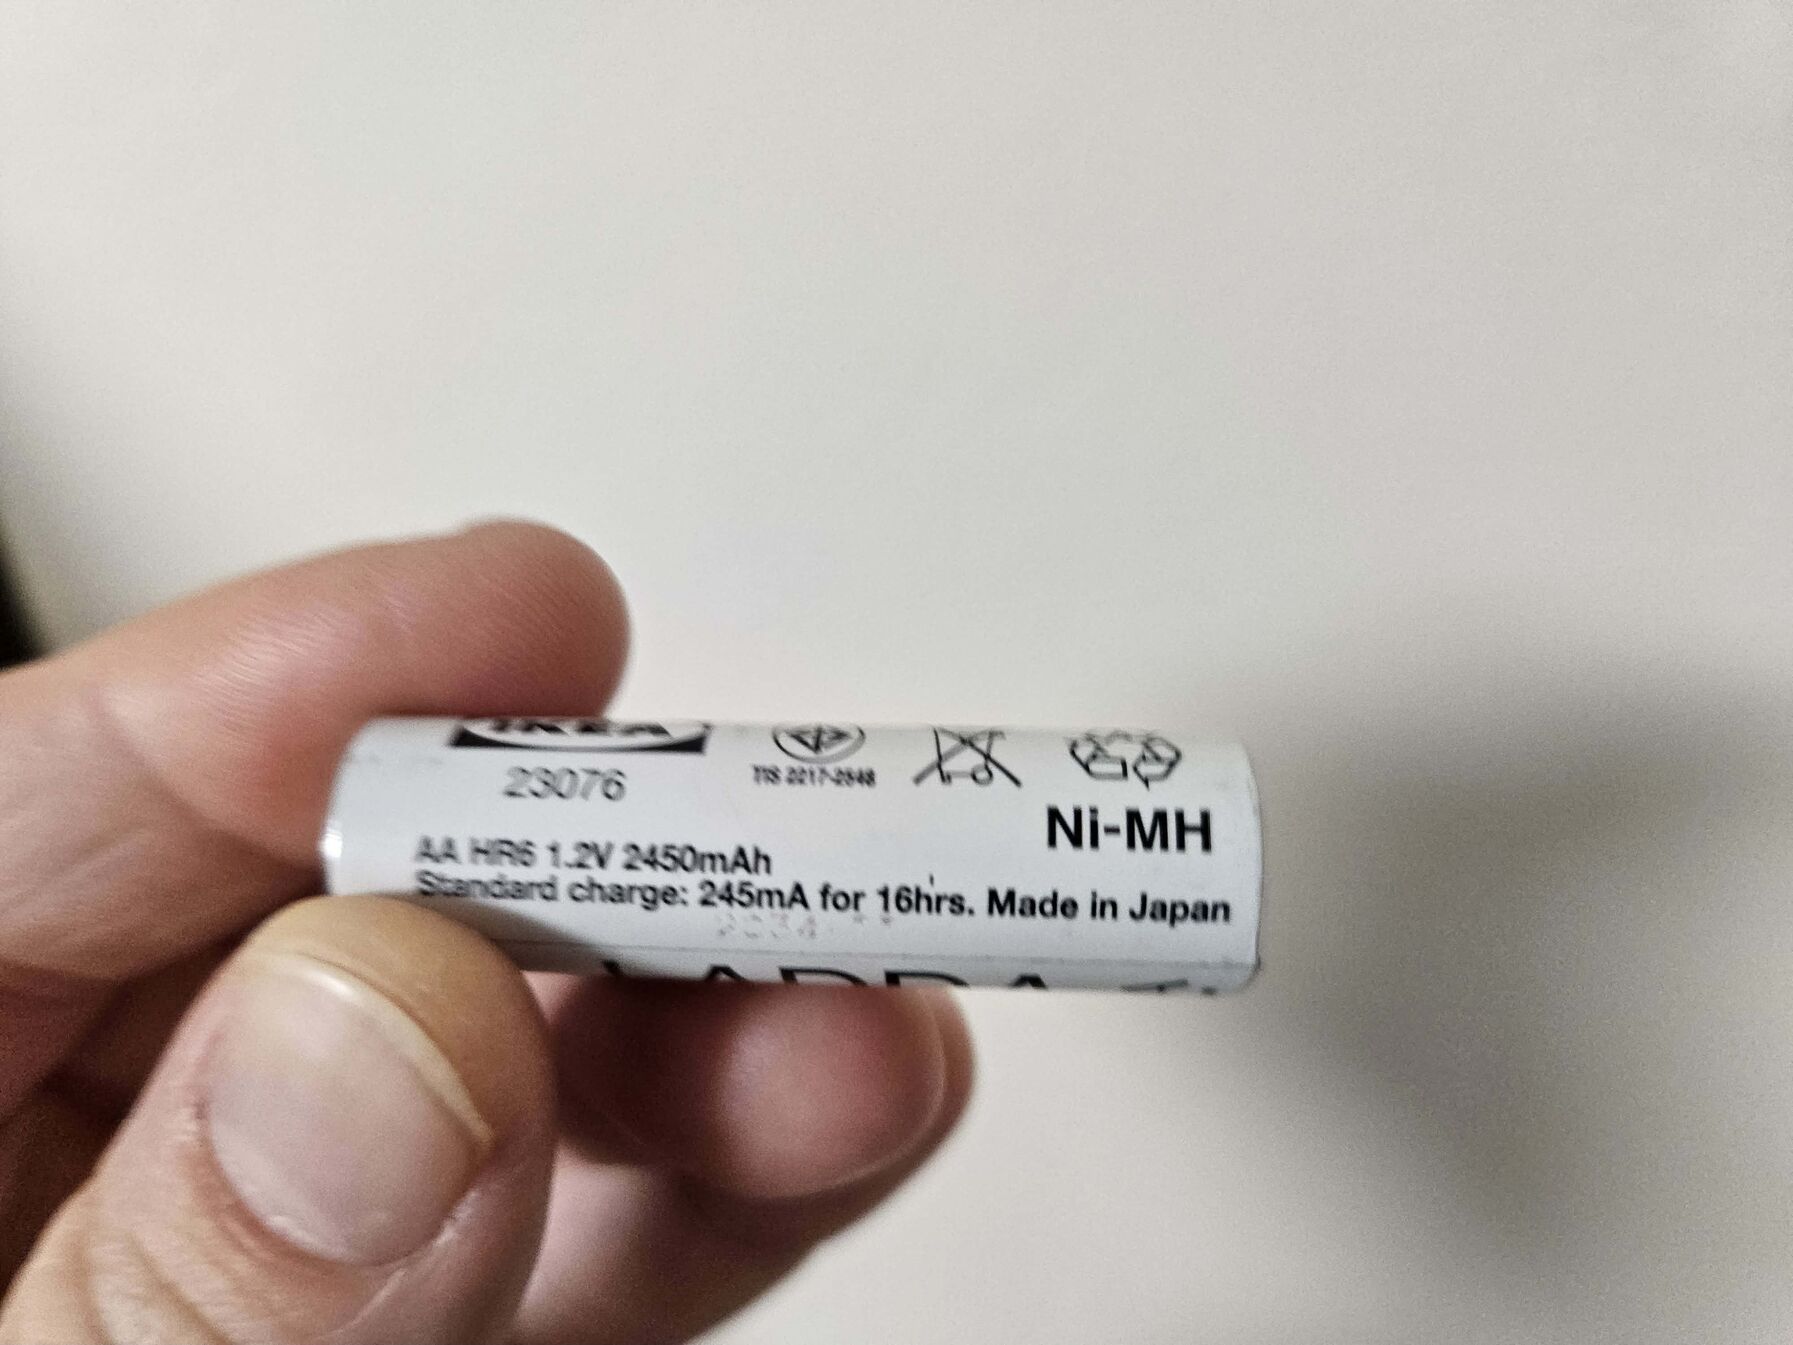 IKEA
23076
TIS 2217-2548
Ni-MH
AA HR6 1.2V 2450mAh
Standard charge: 245mA for 16hrs. Made in Japan
LADDA